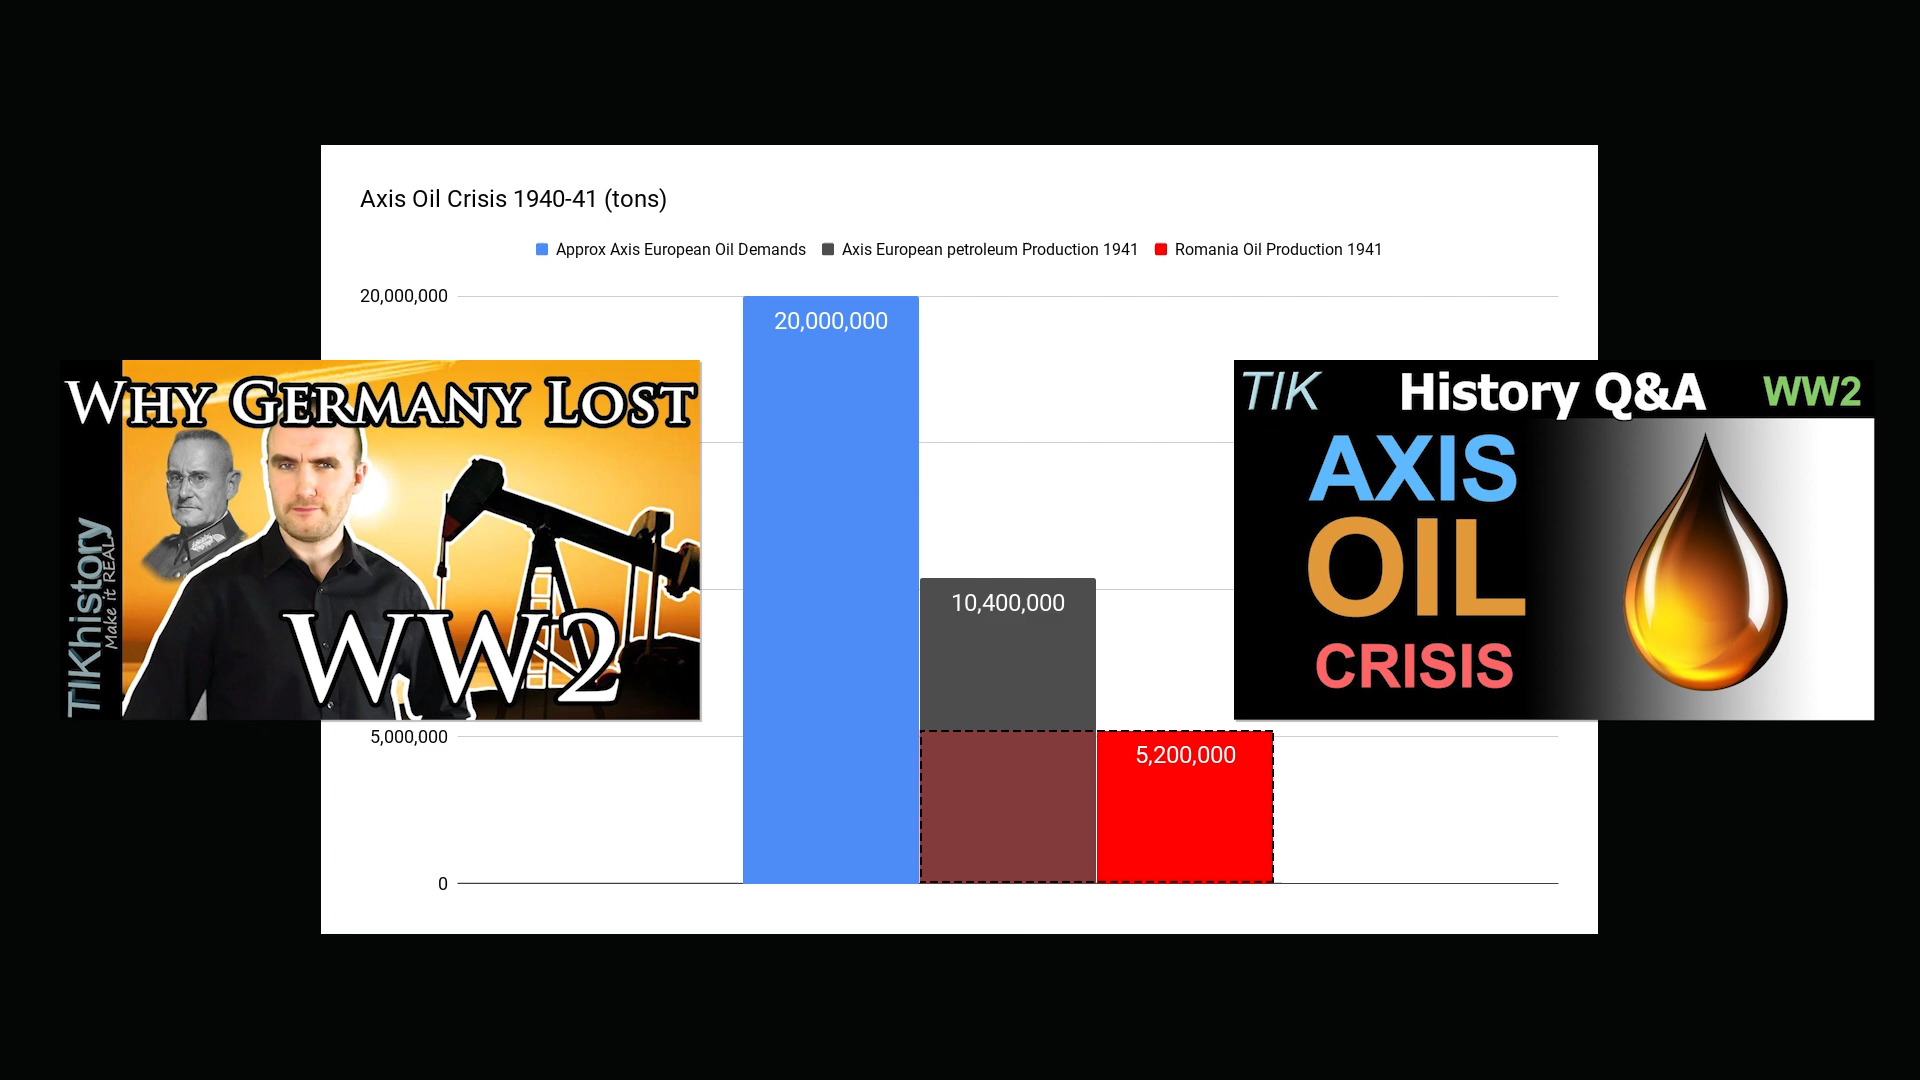 Axis Oil Crisis 1940-41 (tons)
Approx Axis European Oil Demands
Axis European petroleum Production 1941
Romania Oil Production 1941
20,000,000
20,000,000
WHY GERMANY LOST
WW2
TIKhistory
Make it REAL
TIK
History Q&A
WW2
AXIS
OIL
CRISIS
10,400,000
5,000,000
5,200,000
0